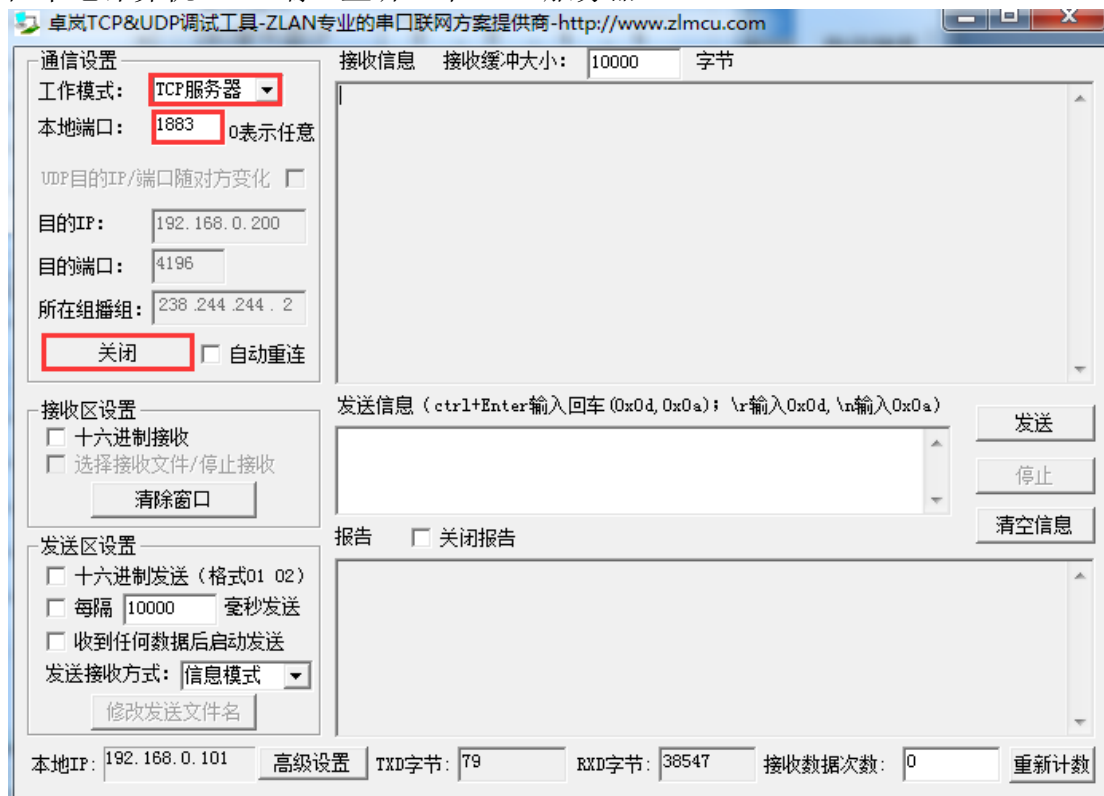 卓岚TCP&UDP调试工具-ZLAN专业的串口联网方案提供商-http://www.zlmcu.com
通信设置
工作模式： TCP服务器
本地端口： 1883 0表示任意
UDP目的IP/端口随对方变化
目的IP： 192.168.0.200
目的端口： 4196
所在组播组： 238.244.244.2
关闭 自动重连
接收信息 接收缓冲大小： 10000 字节
接收区设置
十六进制接收
选择接收文件/停止接收
清除窗口
发送信息（ctrl+Enter输入回车(0x0d,0x0a)；\r输入0x0d,\n输入0x0a）
发送
停止
清空信息
报告 关闭报告
发送区设置
十六进制发送（格式01 02）
每隔 10000 毫秒发送
收到任何数据后启动发送
发送接收方式： 信息模式
修改发送文件名
本地IP: 192.168.0.101 高级设置 TXD字节: 79 RXD字节: 38547 接收数据次数: 0 重新计数